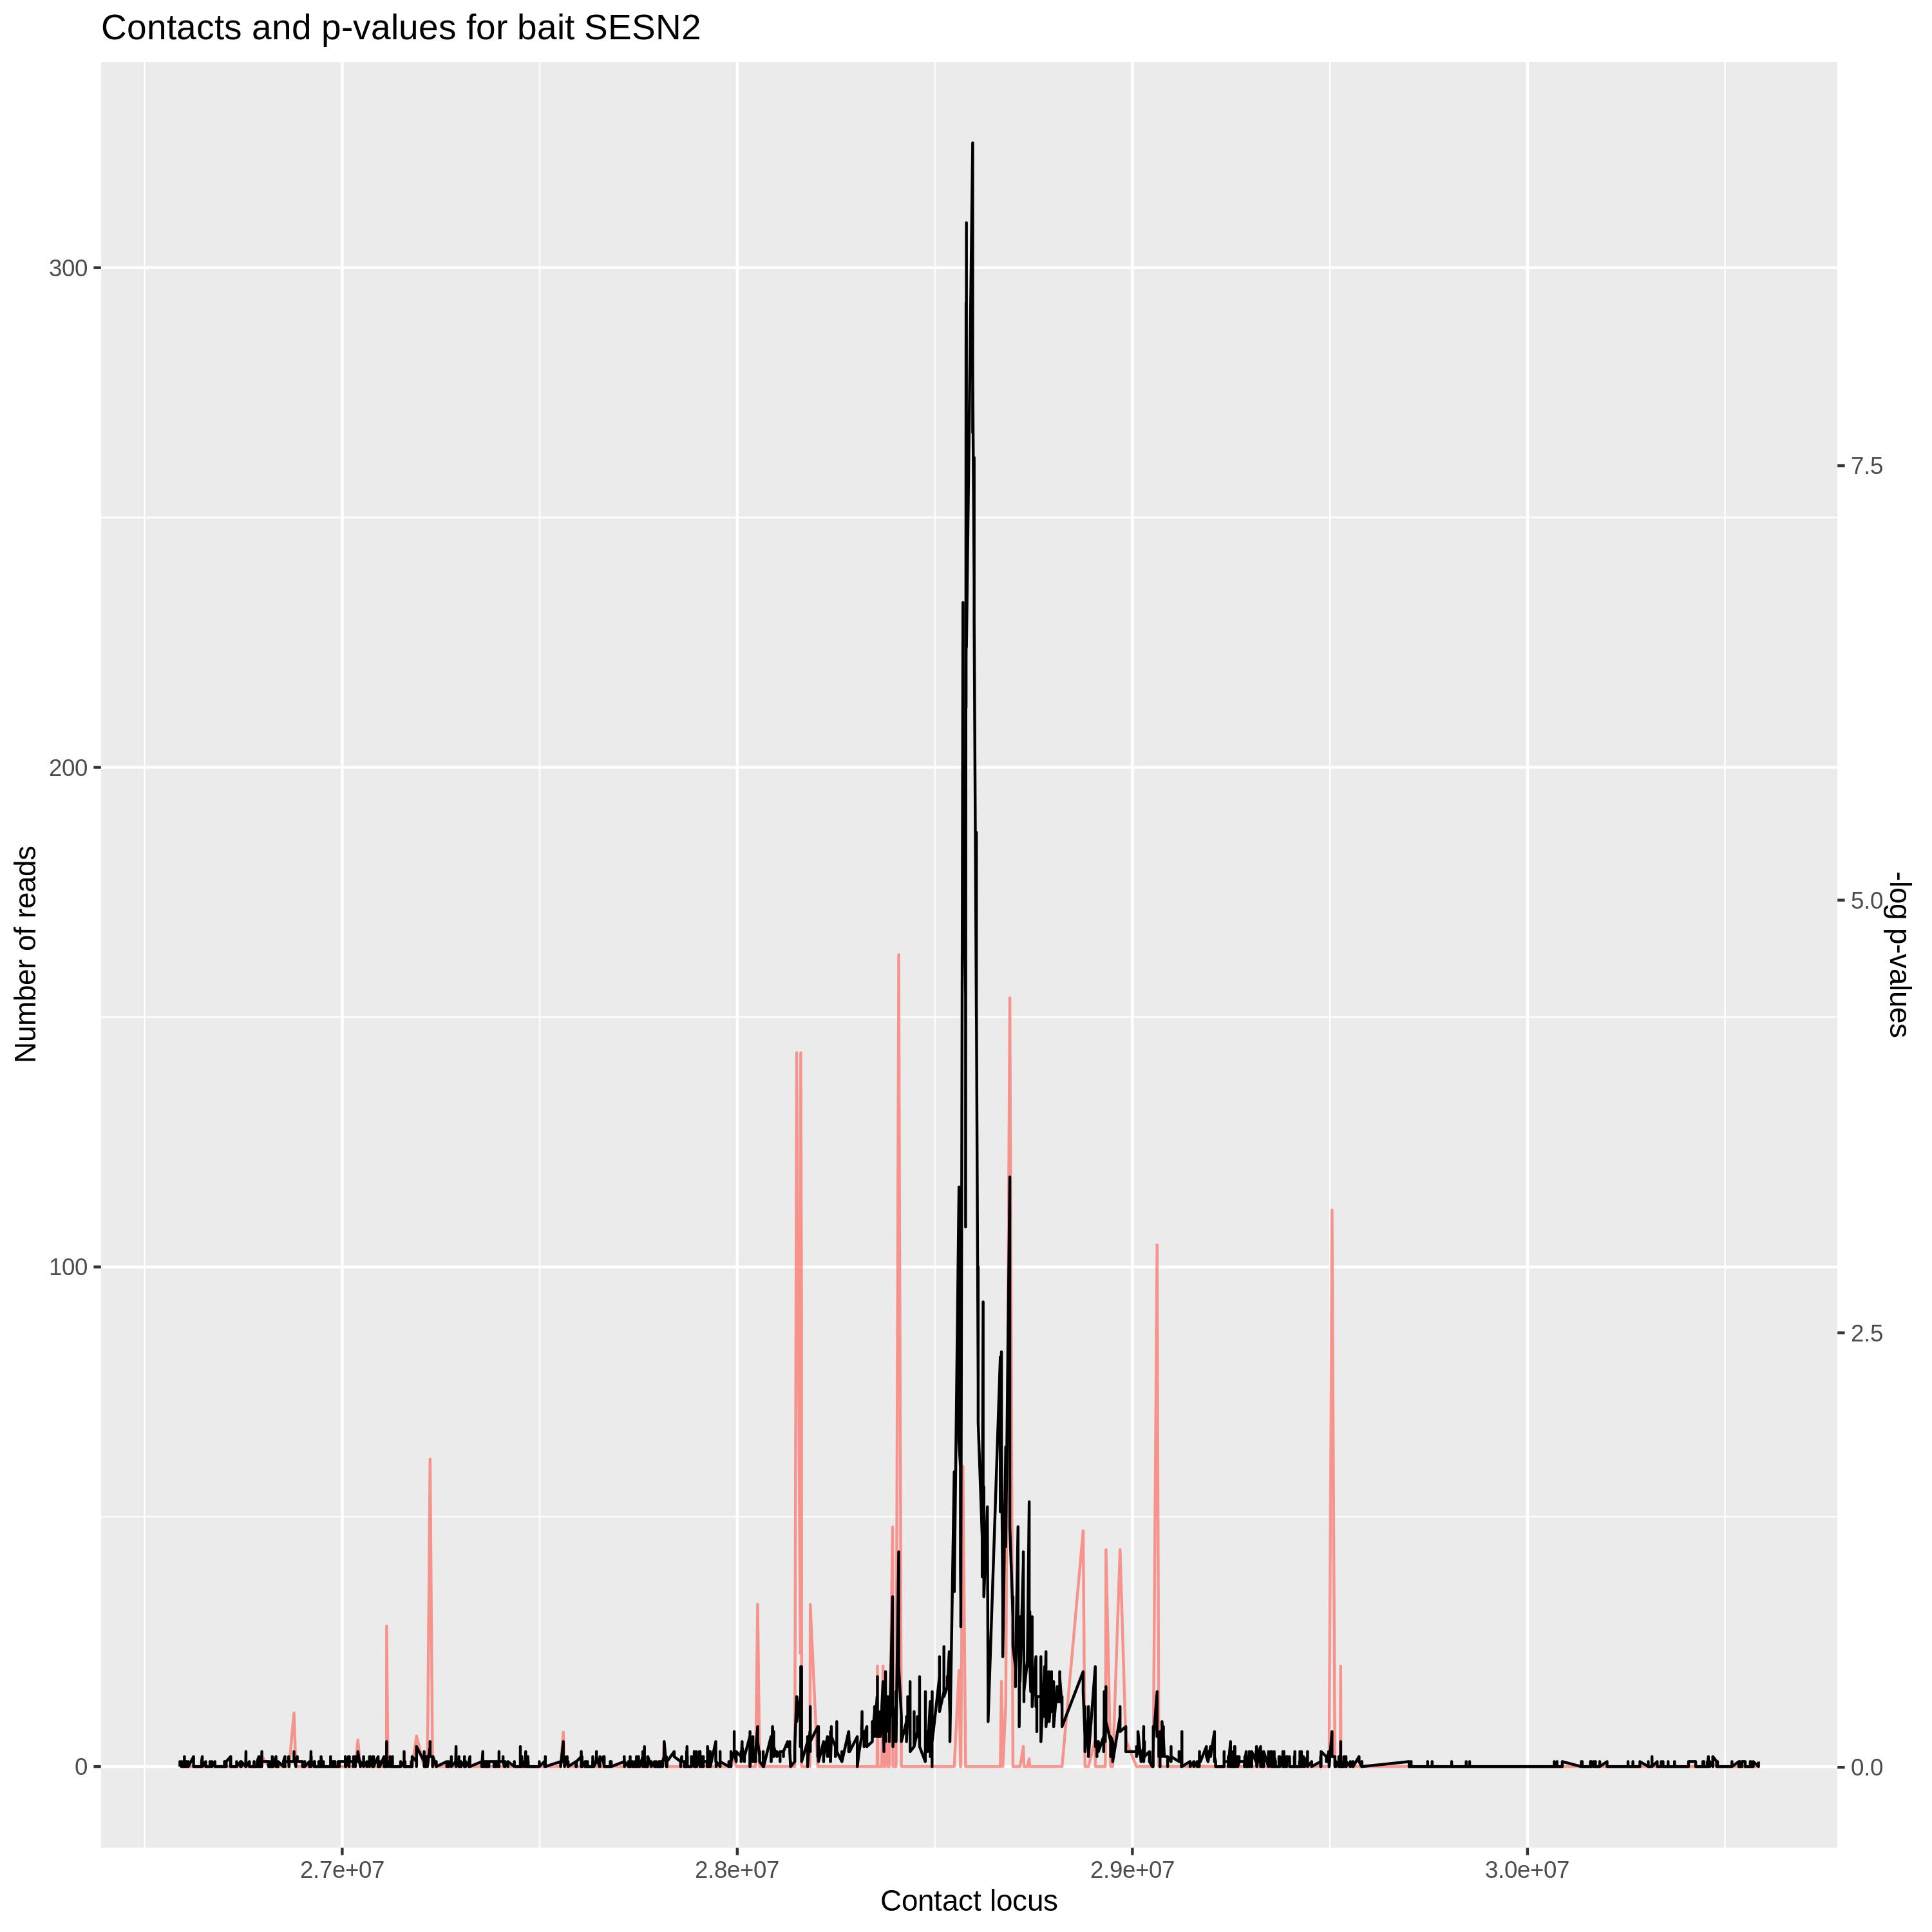 Contacts and p-values for bait SESN2
300
200
100
0
Number of reads
7.5
5.0
2.5
0.0
-log p-values
2.7e+07
2.8e+07
2.9e+07
3.0e+07
Contact locus